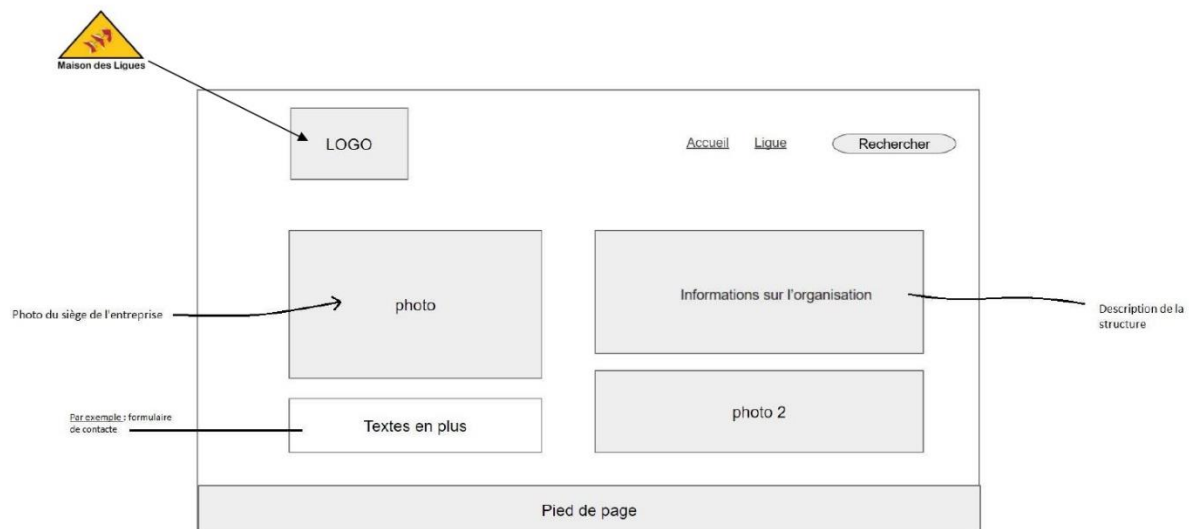 Maison des Ligues
LOGO
Accueil
Ligue
Rechercher
photo
Informations sur l'organisation
Photo du siège de l'entreprise
Description de la
structure
Par exemple : formulaire
de contacte
Textes en plus
photo 2
Pied de page